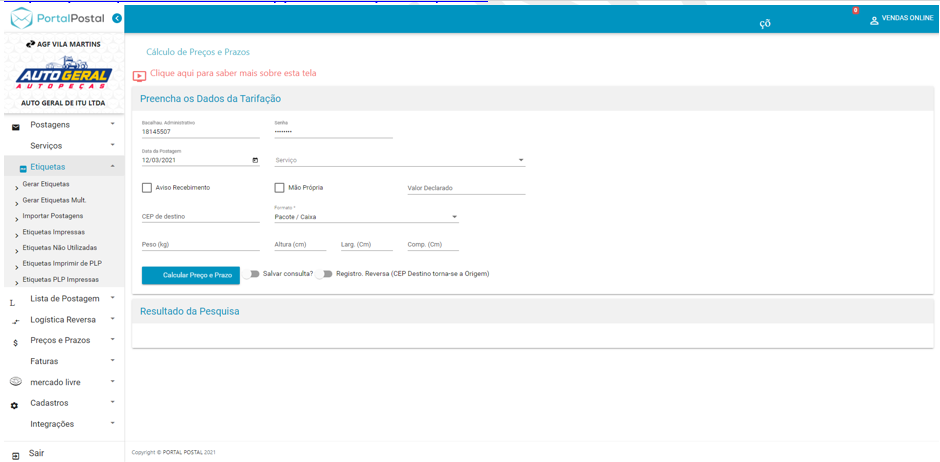 PortalPostal
9
VENDAS ONLINE
çõ
AGF VILA MARTINS
AUTO GERAL
AUTOPEÇAS
AUTO GERAL DE ITU LTDA
Postagens
Serviços
Etiquetas
Gerar Etiquetas
Gerar Etiquetas Mult.
Importar Postagens
Etiquetas Impressas
Etiquetas Não Utilizadas
Etiquetas Imprimir de PLP
Etiquetas PLP Impressas
L Lista de Postagem
Logística Reversa
$ Preços e Prazos
Faturas
mercado livre
Cadastros
Integrações
Sair
Cálculo de Preços e Prazos
Clique aqui para saber mais sobre esta tela
Preencha os Dados da Tarifação
Administrativo Senha
18145507 ••••••••
Data da Postagem
12/03/2021 Serviço
Aviso Recebimento Mão Própria Valor Declarado
Formato *
CEP de destino Pacote / Caixa
Peso (kg) Altura (cm) Larg. (Cm) Comp. (Cm)
Calcular Preço e Prazo Salvar consulta? Registro. Reversa (CEP Destino torna-se a Origem)
Resultado da Pesquisa
Copyright © PORTAL POSTAL 2021